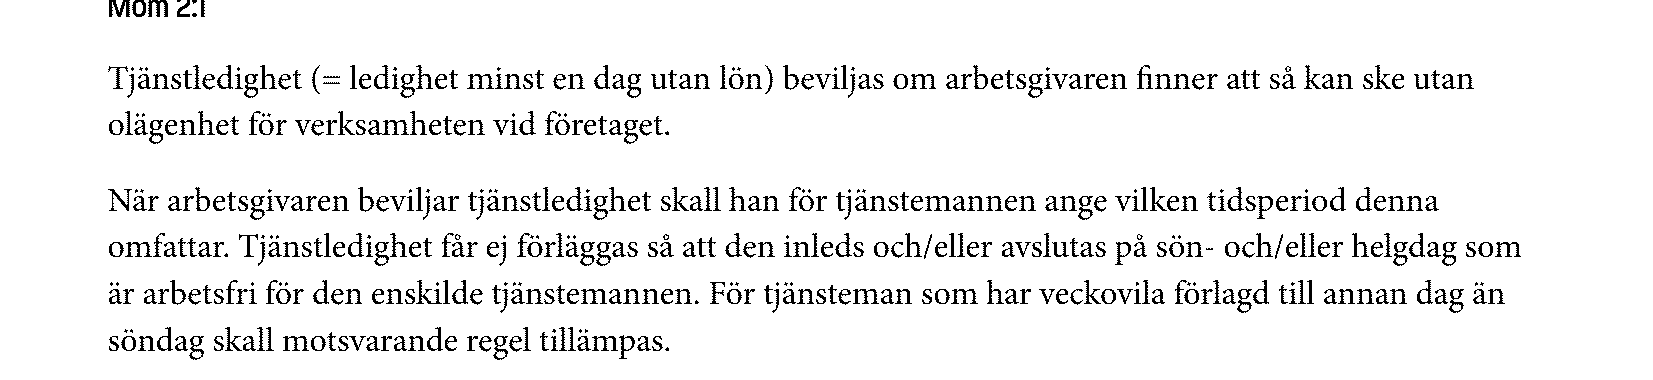 Mom 2:1
Tjänstledighet (= ledighet minst en dag utan lön) beviljas om arbetsgivaren finner att så kan ske utan
olägenhet för verksamheten vid företaget.
När arbetsgivaren beviljar tjänstledighet skall han för tjänstemannen ange vilken tidsperiod denna
omfattar. Tjänstledighet får ej förläggas så att den inleds och/eller avslutas på sön- och/eller helgdag som
är arbetsfri för den enskilde tjänstemannen. För tjänsteman som har veckovila förlagd till annan dag än
söndag skall motsvarande regel tillämpas.